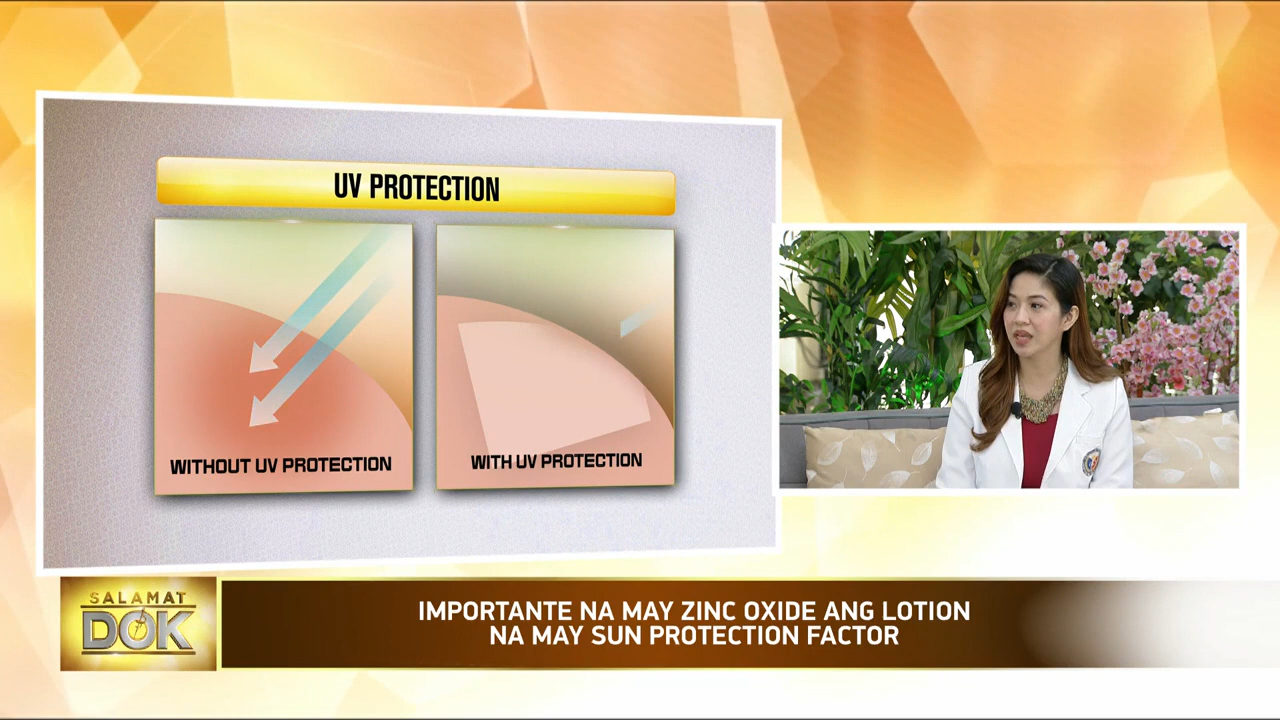 UV PROTECTION
WITHOUT UV PROTECTION
WITH UV PROTECTION
SALAMAT
DOK
IMPORTANTE NA MAY ZINC OXIDE ANG LOTION
NA MAY SUN PROTECTION FACTOR